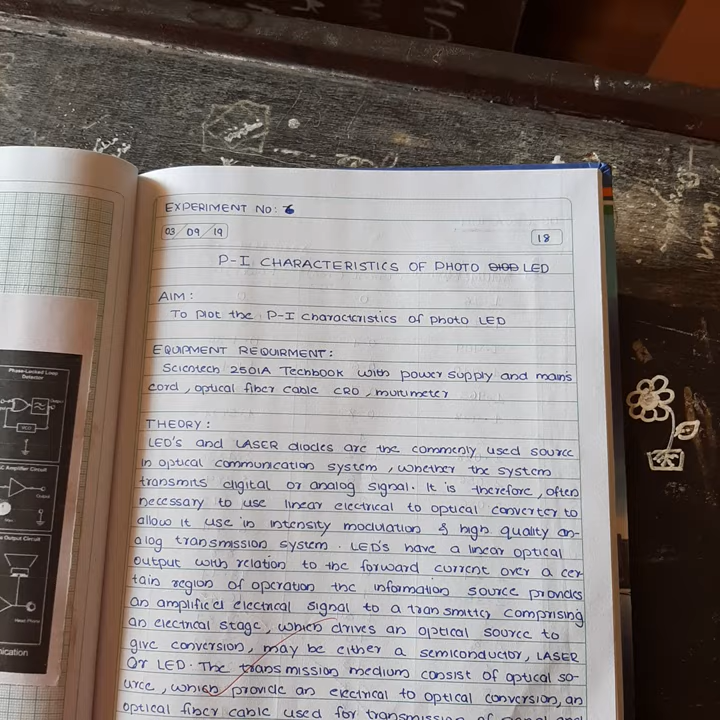 Phase-Locked Loop
Detector
VCO
Output
Amplifier Circuit
Output
Output Circuit
Head Phone
EXPERIMENT NO: 6
03/09/19
18
P-I CHARACTERISTICS OF PHOTO LED
AIM:
To plot the P-I characteristics of photo LED
EQUIPMENT REQUIRMENT:
Scientech 2501A Techbook with power supply and mains
cord, optical fiber cable CRO, multimeter
THEORY:
LED's and LASER diodes are the commonly used source
in optical communication system, whether the system
transmits digital or analog signal. It is therefore, often
necessary to use linear electrical to optical converter to
allow it use in intensity modulation & high quality an-
alog transmission system. LED's have a linear optical
output with relation to the forward current over a cer-
tain region of operation the information source provides
an amplified electrical signal to a transmitter, comprising
an electrical stage, which drives an optical source to
give conversion, may be either a semiconductor, LASER
Or LED. The transmission medium consist of optical so-
urce, which provide an electrical to optical conversion, an
optical fiber cable used for transmission of